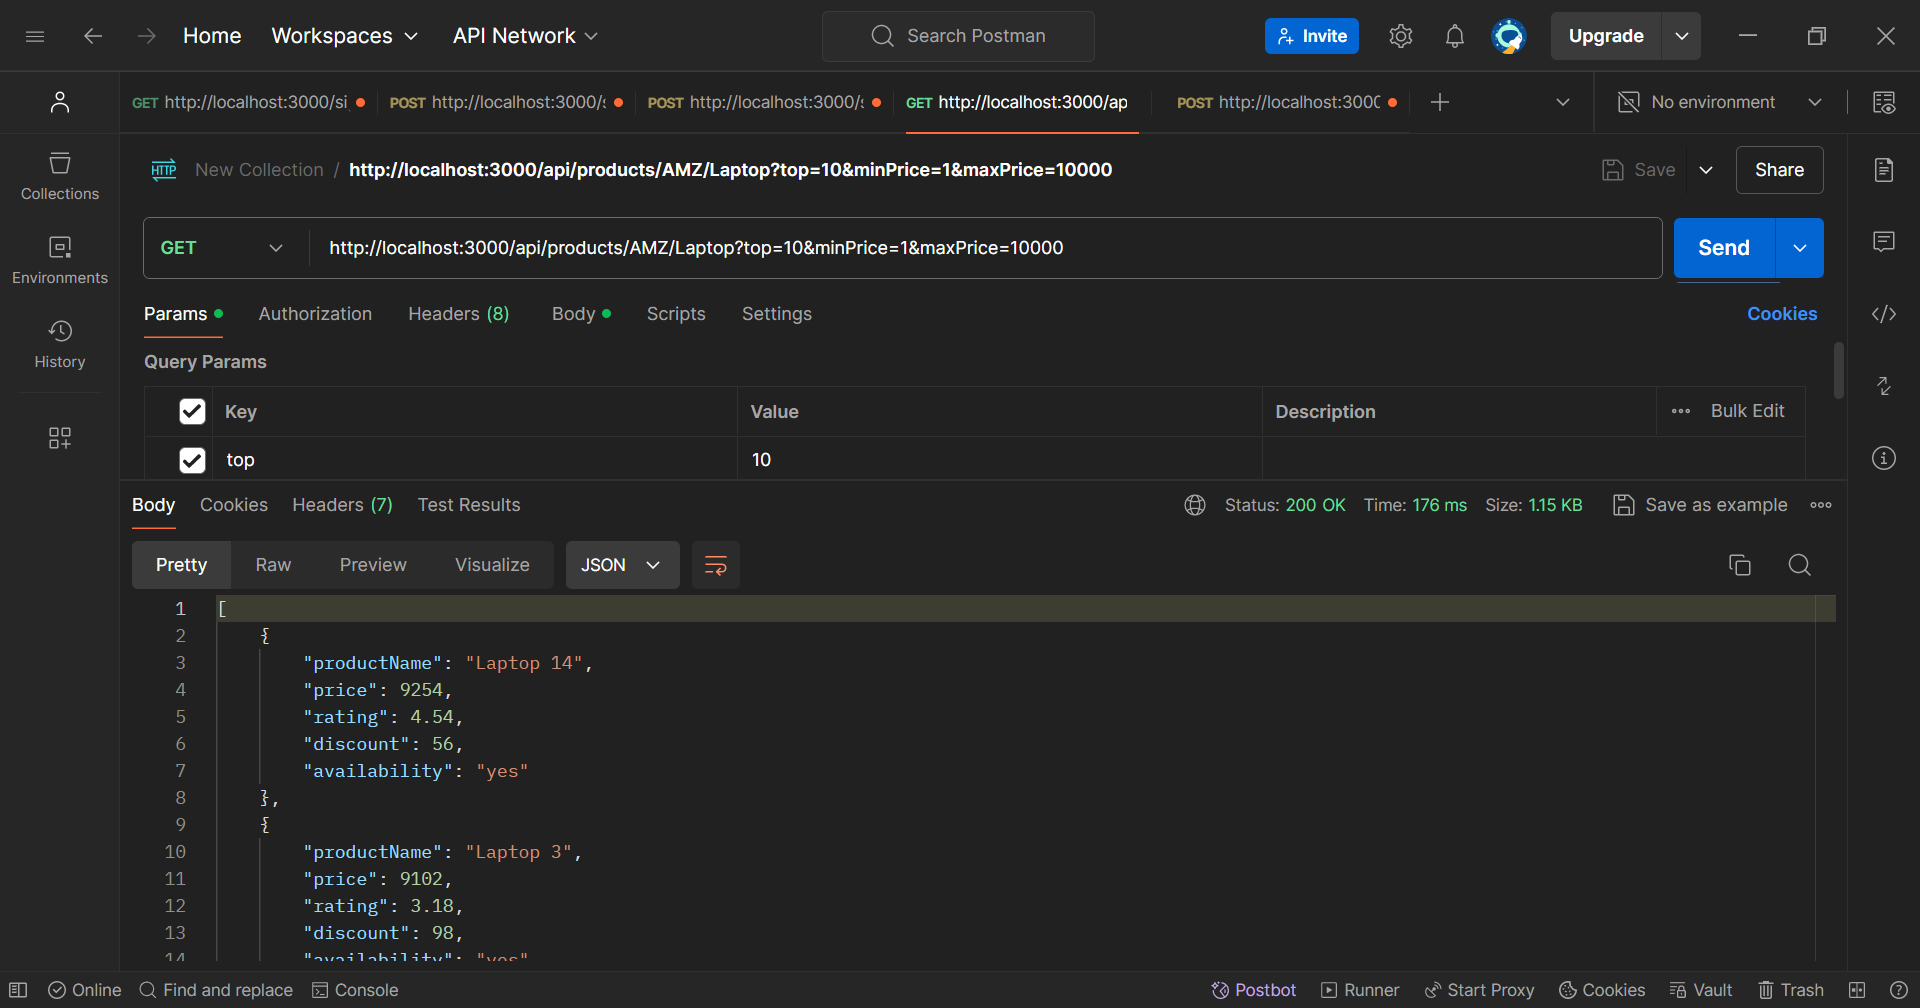 Home Workspaces API Network Search Postman Invite Upgrade
GET http://localhost:3000/si POST http://localhost:3000/s POST http://localhost:3000/s GET http://localhost:3000/ap POST http://localhost:3000 No environment
Collections
Environments
History
HTTP New Collection / http://localhost:3000/api/products/AMZ/Laptop?top=10&minPrice=1&maxPrice=10000 Save Share
GET http://localhost:3000/api/products/AMZ/Laptop?top=10&minPrice=1&maxPrice=10000 Send
Params Authorization Headers (8) Body Scripts Settings Cookies
Query Params
Key Value Description Bulk Edit
top 10
Body Cookies Headers (7) Test Results Status: 200 OK Time: 176 ms Size: 1.15 KB Save as example
Pretty Raw Preview Visualize JSON
1 [
2 {
3 "productName": "Laptop 14",
4 "price": 9254,
5 "rating": 4.54,
6 "discount": 56,
7 "availability": "yes"
8 },
9 {
10 "productName": "Laptop 3",
11 "price": 9102,
12 "rating": 3.18,
13 "discount": 98,
14 "availability": "yes"
Online Find and replace Console Postbot Runner Start Proxy Cookies Vault Trash